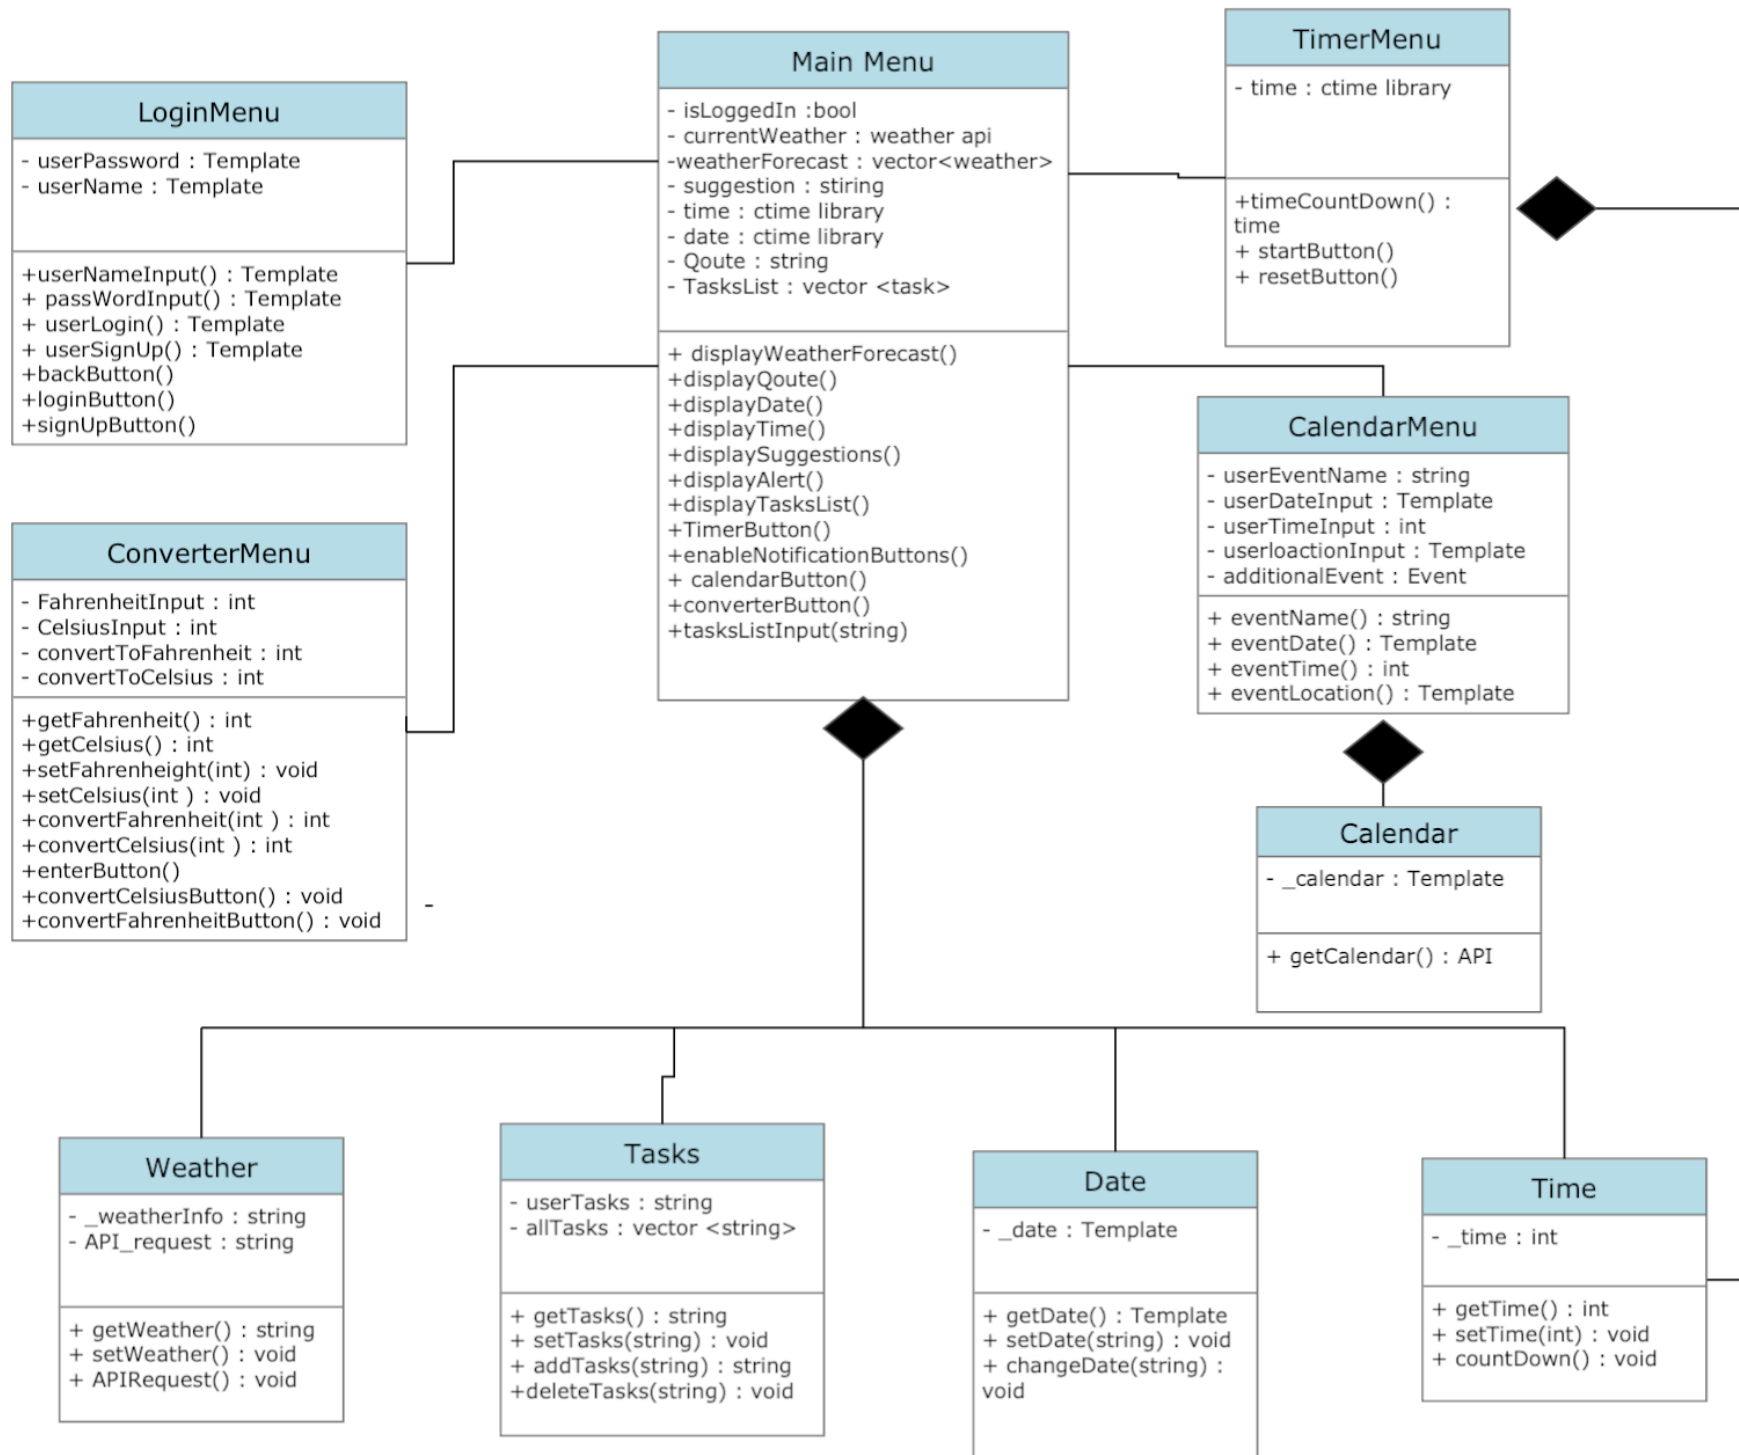 LoginMenu
- userPassword : Template
- userName : Template
+userNameInput() : Template
+ passWordInput() : Template
+ userLogin() : Template
+ userSignUp() : Template
+backButton()
+loginButton()
+signUpButton()
Main Menu
- isLoggedIn :bool
- currentWeather : weather api
-weatherForecast : vector<weather>
- suggestion : stiring
- time : ctime library
- date : ctime library
- Qoute : string
- TasksList : vector <task>
+ displayWeatherForecast()
+displayQoute()
+displayDate()
+displayTime()
+displaySuggestions()
+displayAlert()
+displayTasksList()
+TimerButton()
+enableNotificationButtons()
+ calendarButton()
+converterButton()
+tasksListInput(string)
TimerMenu
- time : ctime library
+timeCountDown() :
time
+ startButton()
+ resetButton()
CalendarMenu
- userEventName : string
- userDateInput : Template
- userTimeInput : int
- userloactionInput : Template
- additionalEvent : Event
+ eventName() : string
+ eventDate() : Template
+ eventTime() : int
+ eventLocation() : Template
ConverterMenu
- FahrenheitInput : int
- CelsiusInput : int
- convertToFahrenheit : int
- convertToCelsius : int
+getFahrenheit() : int
+getCelsius() : int
+setFahrenheight(int) : void
+setCelsius(int ) : void
+convertFahrenheit(int ) : int
+convertCelsius(int ) : int
+enterButton()
+convertCelsiusButton() : void
+convertFahrenheitButton() : void
-
Calendar
- _calendar : Template
+ getCalendar() : API
Weather
- _weatherInfo : string
- API_request : string
+ getWeather() : string
+ setWeather() : void
+ APIRequest() : void
Tasks
- userTasks : string
- allTasks : vector <string>
+ getTasks() : string
+ setTasks(string) : void
+ addTasks(string) : string
+deleteTasks(string) : void
Date
- _date : Template
+ getDate() : Template
+ setDate(string) : void
+ changeDate(string) :
void
Time
- _time : int
+ getTime() : int
+ setTime(int) : void
+ countDown() : void